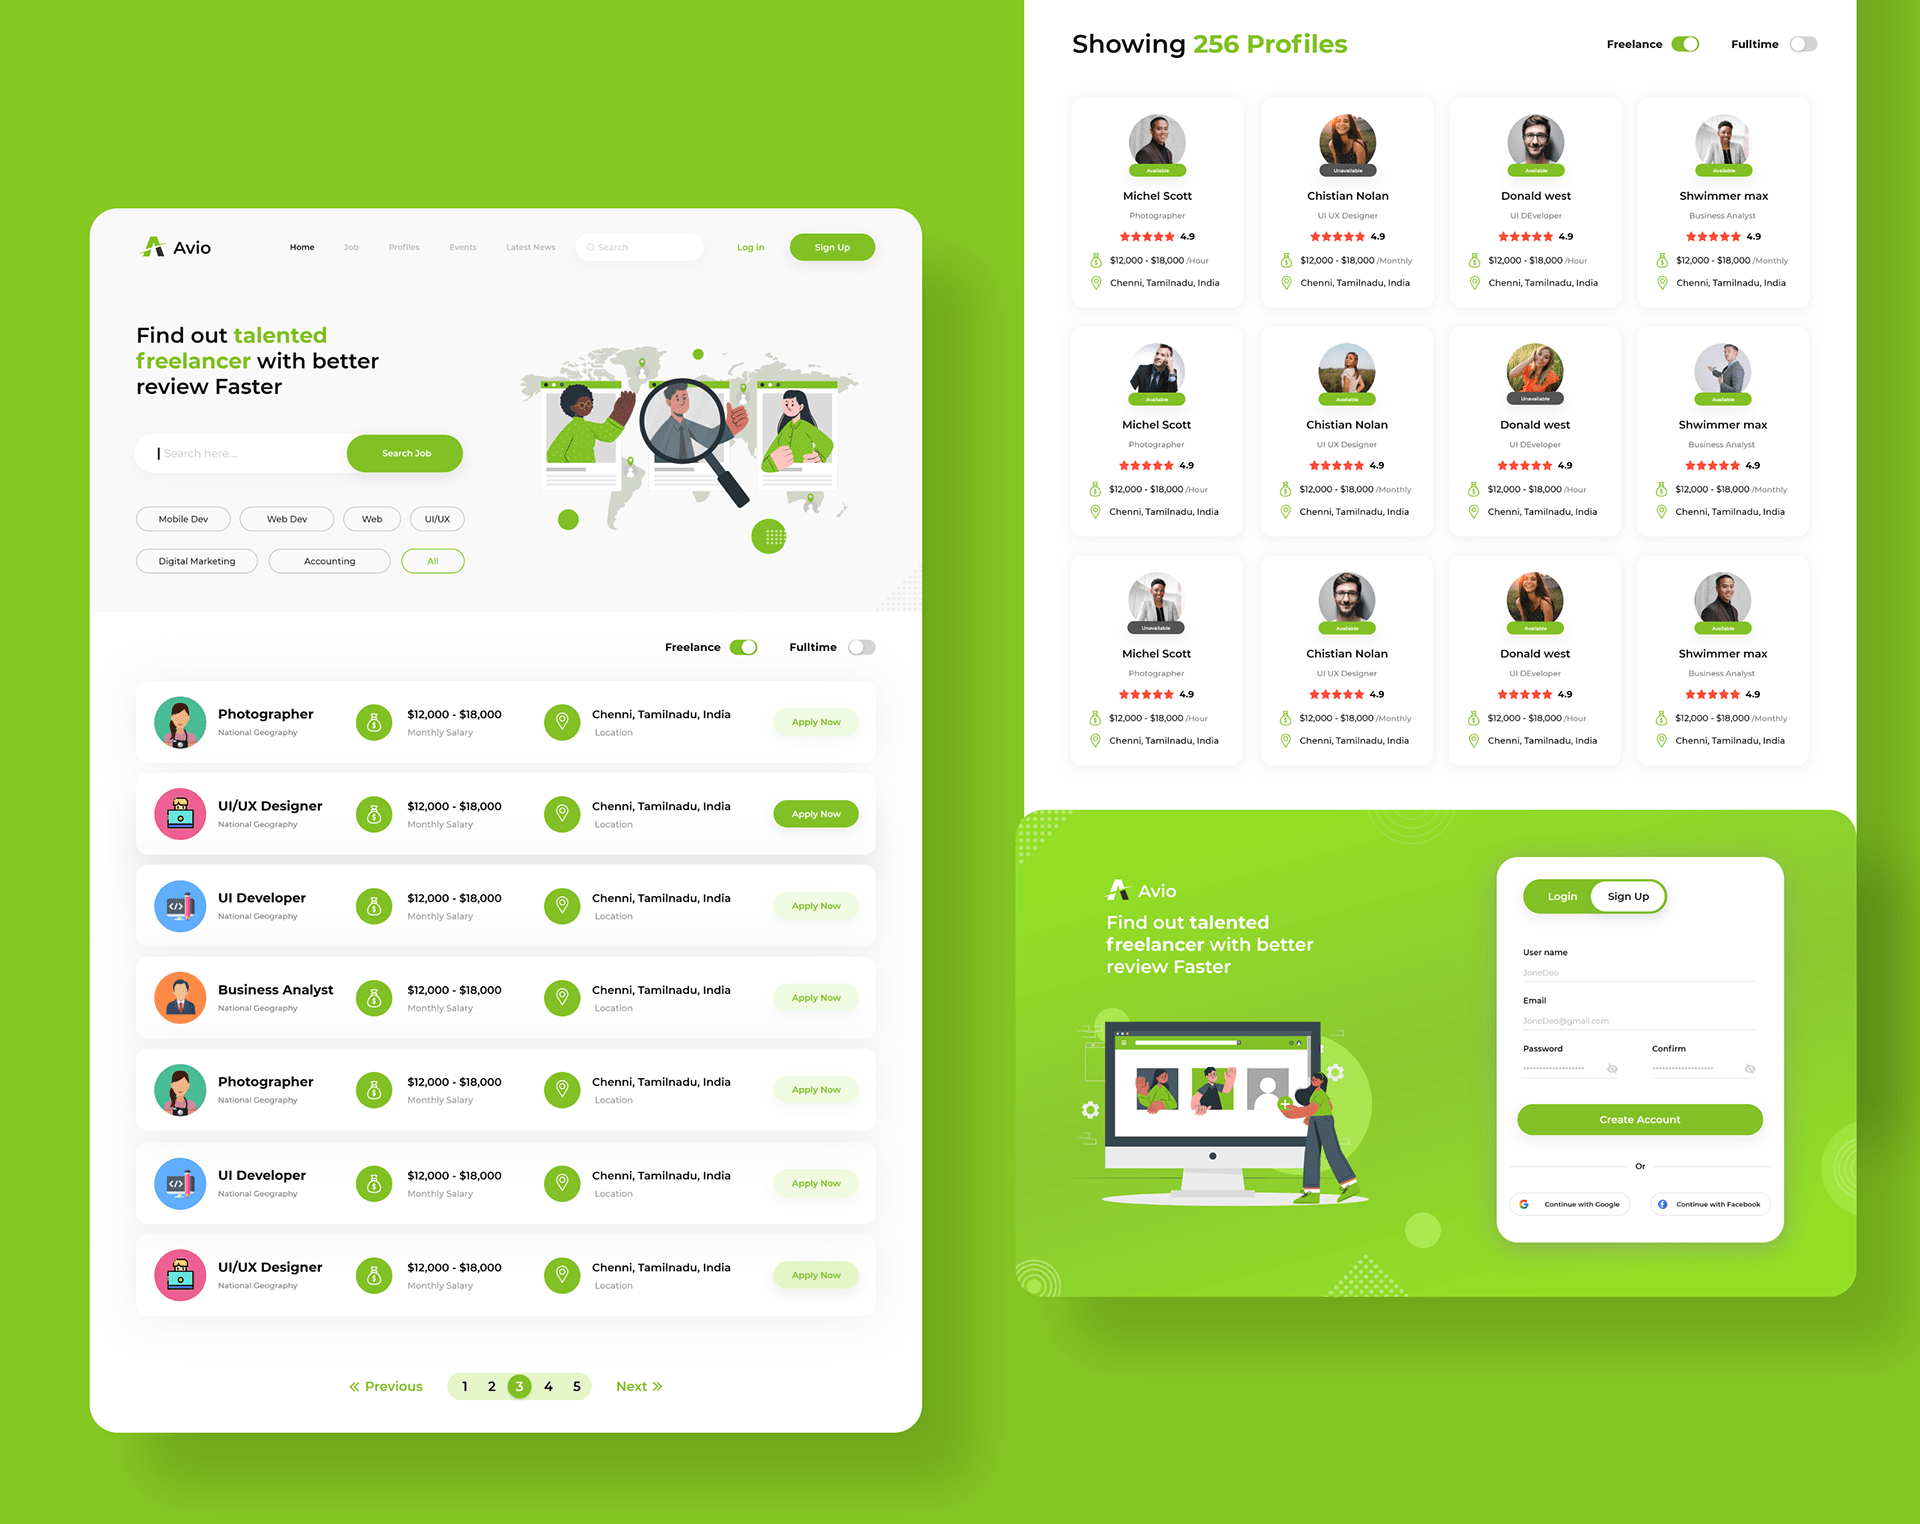 Avio
Home Job Profiles Events Latest News Search Log in Sign Up
Find out talented
freelancer with better
review Faster
Search here.... Search Job
Mobile Dev Web Dev Web UI/UX
Digital Marketing Accounting All
Freelance Fulltime
Photographer $12,000 - $18,000 Chenni, Tamilnadu, India Apply Now
National Geography Monthly Salary Location
UI/UX Designer $12,000 - $18,000 Chenni, Tamilnadu, India Apply Now
National Geography Monthly Salary Location
UI Developer $12,000 - $18,000 Chenni, Tamilnadu, India Apply Now
National Geography Monthly Salary Location
Business Analyst $12,000 - $18,000 Chenni, Tamilnadu, India Apply Now
National Geography Monthly Salary Location
Photographer $12,000 - $18,000 Chenni, Tamilnadu, India Apply Now
National Geography Monthly Salary Location
UI Developer $12,000 - $18,000 Chenni, Tamilnadu, India Apply Now
National Geography Monthly Salary Location
UI/UX Designer $12,000 - $18,000 Chenni, Tamilnadu, India Apply Now
National Geography Monthly Salary Location
Previous 1 2 3 4 5 Next
Showing 256 Profiles Freelance Fulltime
Available Unavailable Available Available
Michel Scott Chistian Nolan Donald west Shwimmer max
Photographer UI UX Designer UI DEveloper Business Analyst
4.9 4.9 4.9 4.9
$12,000 - $18,000 /Hour $12,000 - $18,000 /Monthly $12,000 - $18,000 /Hour $12,000 - $18,000 /Monthly
Chenni, Tamilnadu, India Chenni, Tamilnadu, India Chenni, Tamilnadu, India Chenni, Tamilnadu, India
Available Available Unavailable Available
Michel Scott Chistian Nolan Donald west Shwimmer max
Photographer UI UX Designer UI DEveloper Business Analyst
4.9 4.9 4.9 4.9
$12,000 - $18,000 /Hour $12,000 - $18,000 /Monthly $12,000 - $18,000 /Hour $12,000 - $18,000 /Monthly
Chenni, Tamilnadu, India Chenni, Tamilnadu, India Chenni, Tamilnadu, India Chenni, Tamilnadu, India
Unavailable Available Available Available
Michel Scott Chistian Nolan Donald west Shwimmer max
Photographer UI UX Designer UI DEveloper Business Analyst
4.9 4.9 4.9 4.9
$12,000 - $18,000 /Hour $12,000 - $18,000 /Monthly $12,000 - $18,000 /Hour $12,000 - $18,000 /Monthly
Chenni, Tamilnadu, India Chenni, Tamilnadu, India Chenni, Tamilnadu, India Chenni, Tamilnadu, India
Avio
Find out talented
freelancer with better
review Faster
Login Sign Up
User name
JoneDeo
Email
JoneDeo@gmail.com
Password Confirm
Create Account
Or
Continue with Google Continue with Facebook